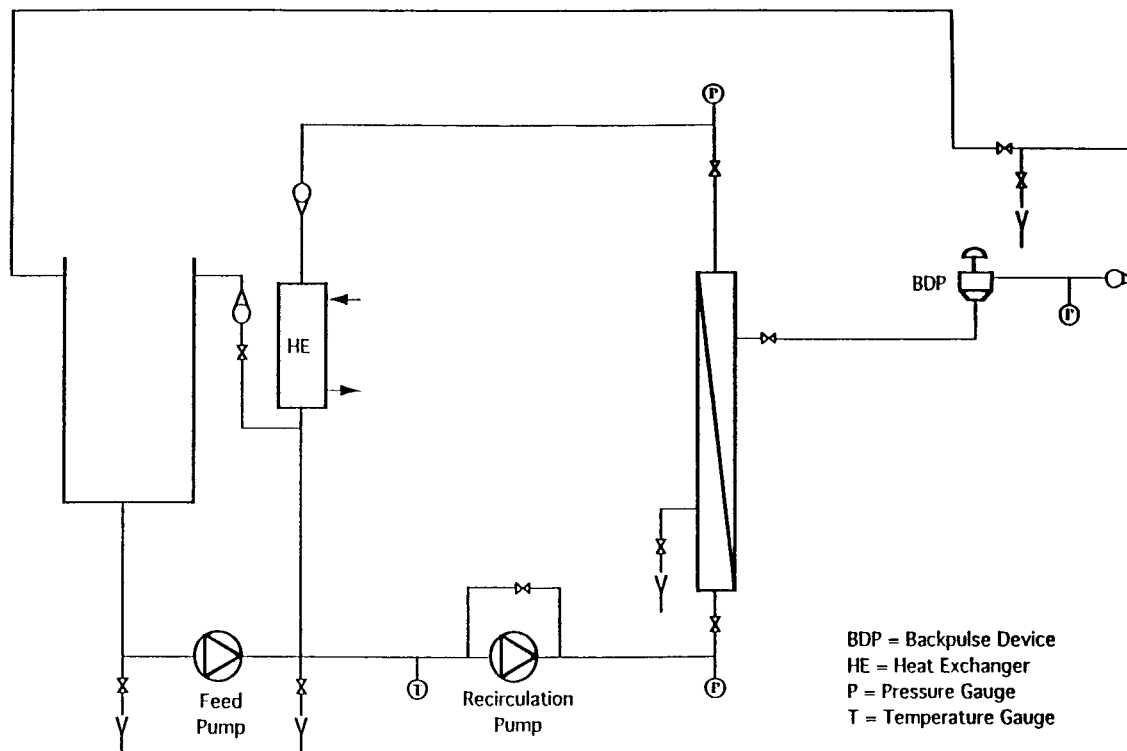 P
BDP
P
HE
BDP = Backpulse Device
HE = Heat Exchanger
P = Pressure Gauge
T = Temperature Gauge
T
P
Feed
Pump
Recirculation
Pump